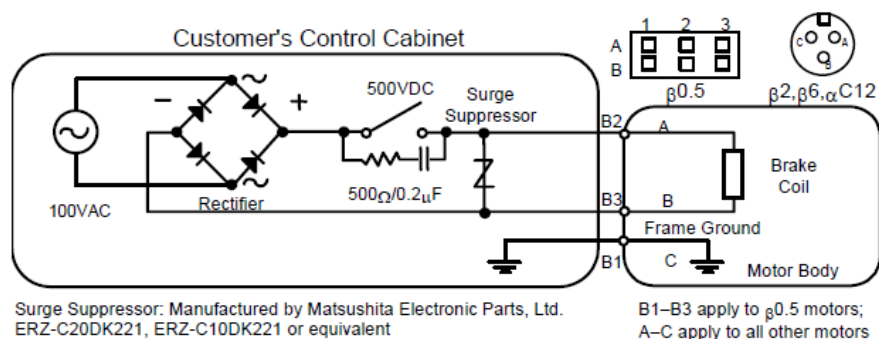 Customer's Control Cabinet
1 2 3
A
B
C A
B
β0.5
β2,β6,αC12
− +
500VDC
Surge
Suppressor
B2
A
Brake
Coil
500Ω/0.2uF
100VAC
Rectifier
B3
B
Frame Ground
B1
C
Motor Body
Surge Suppressor: Manufactured by Matsushita Electronic Parts, Ltd.
ERZ-C20DK221, ERZ-C10DK221 or equivalent
B1–B3 apply to β0.5 motors;
A–C apply to all other motors